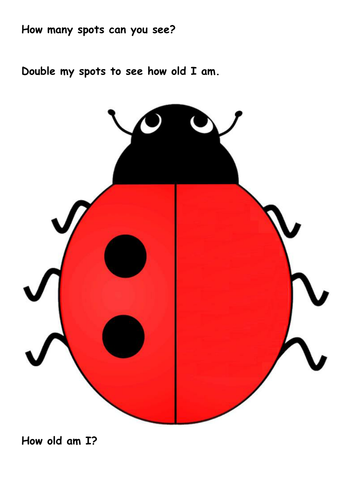 How many spots can you see?
Double my spots to see how old I am.
How old am I?